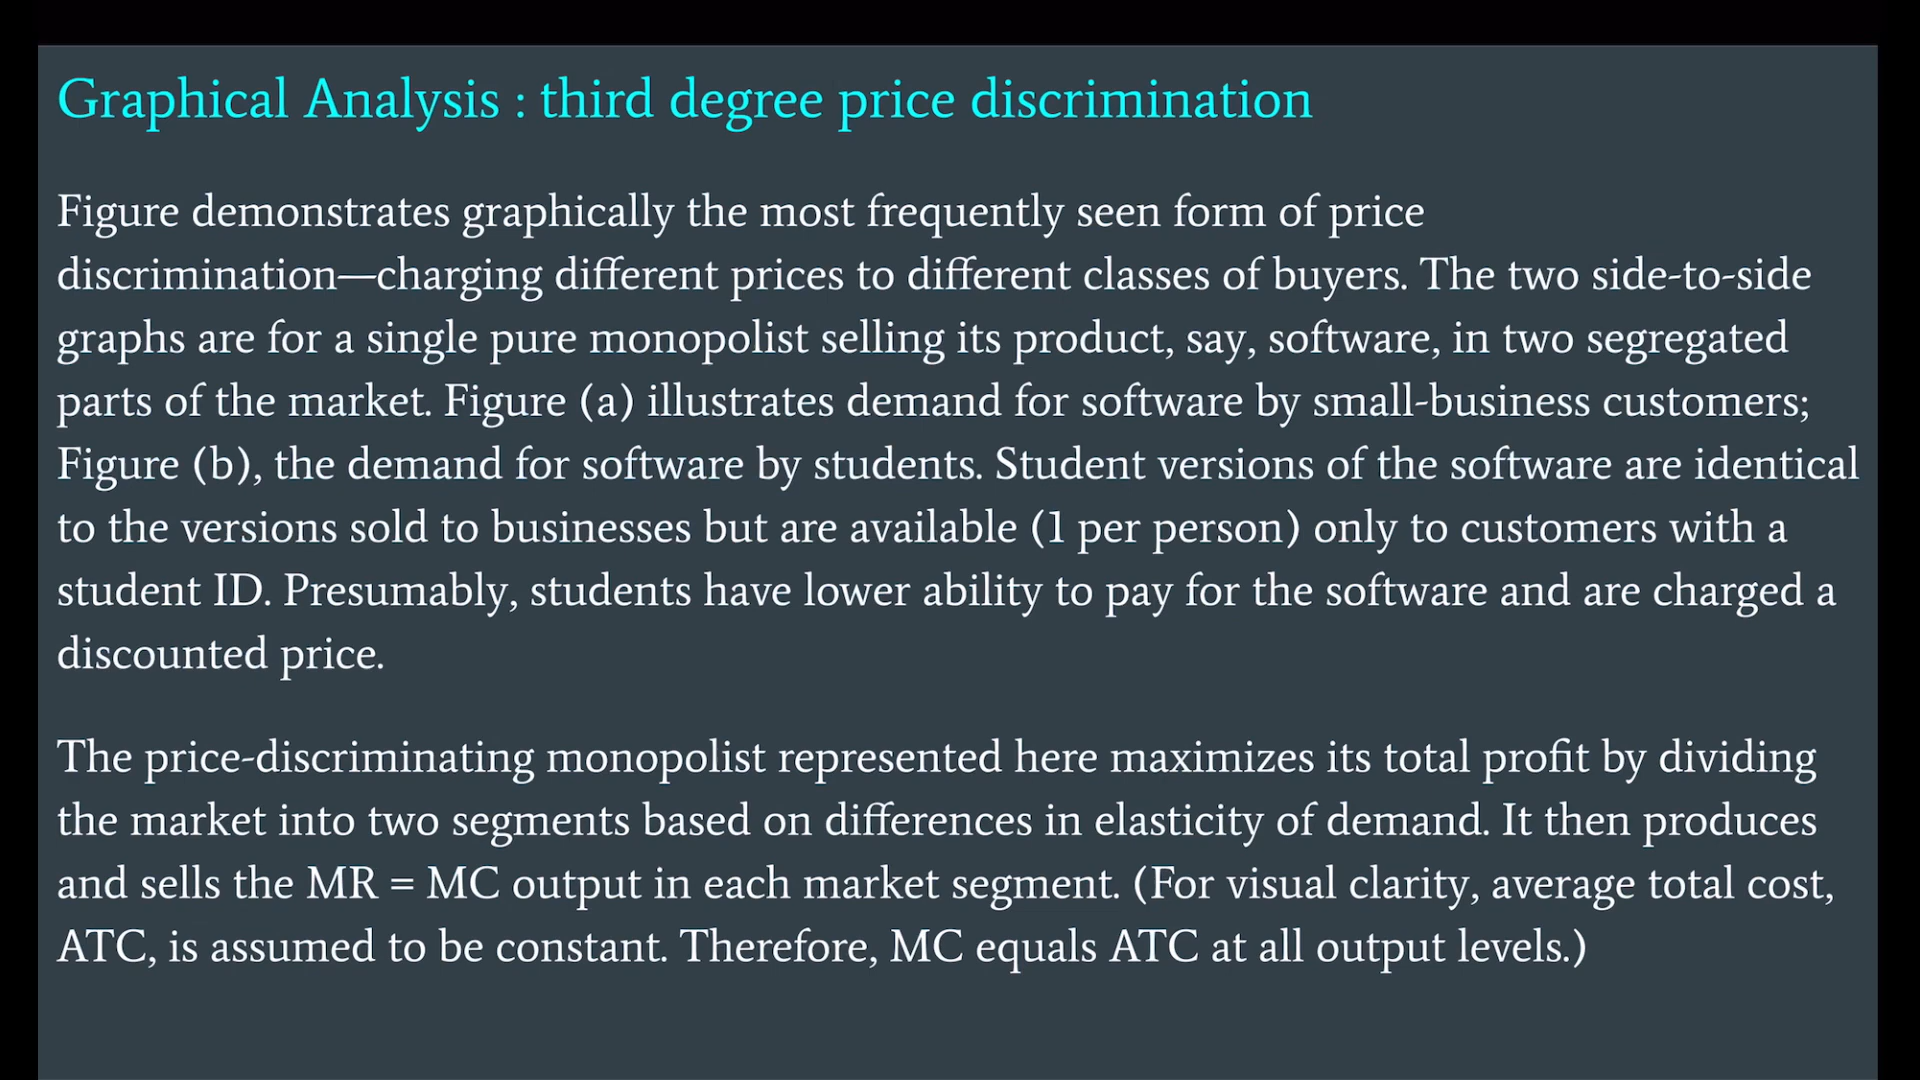 Graphical Analysis : third degree price discrimination
Figure demonstrates graphically the most frequently seen form of price
discrimination—charging different prices to different classes of buyers. The two side-to-side
graphs are for a single pure monopolist selling its product, say, software, in two segregated
parts of the market. Figure (a) illustrates demand for software by small-business customers;
Figure (b), the demand for software by students. Student versions of the software are identical
to the versions sold to businesses but are available (1 per person) only to customers with a
student ID. Presumably, students have lower ability to pay for the software and are charged a
discounted price.
The price-discriminating monopolist represented here maximizes its total profit by dividing
the market into two segments based on differences in elasticity of demand. It then produces
and sells the MR = MC output in each market segment. (For visual clarity, average total cost,
ATC, is assumed to be constant. Therefore, MC equals ATC at all output levels.)